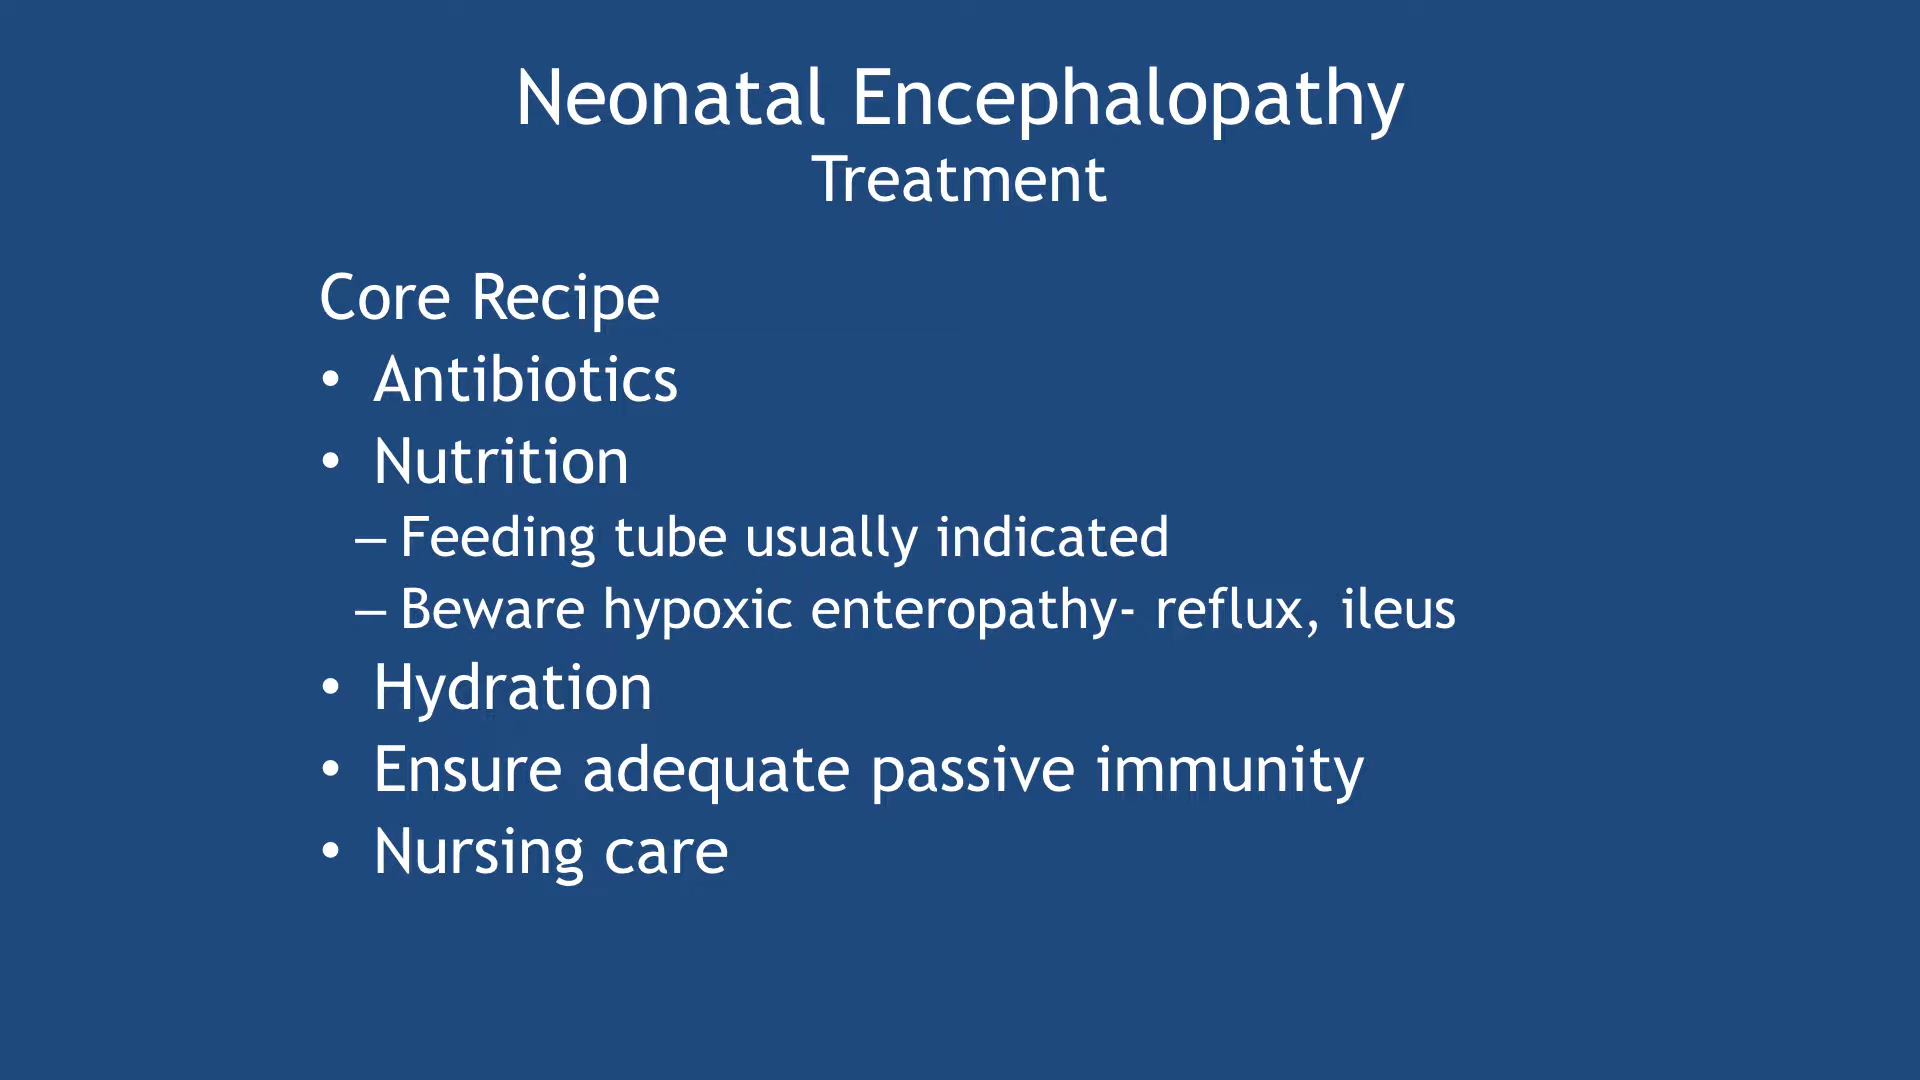 Neonatal Encephalopathy
Treatment
Core Recipe
• Antibiotics
• Nutrition
– Feeding tube usually indicated
– Beware hypoxic enteropathy- reflux, ileus
• Hydration
• Ensure adequate passive immunity
• Nursing care